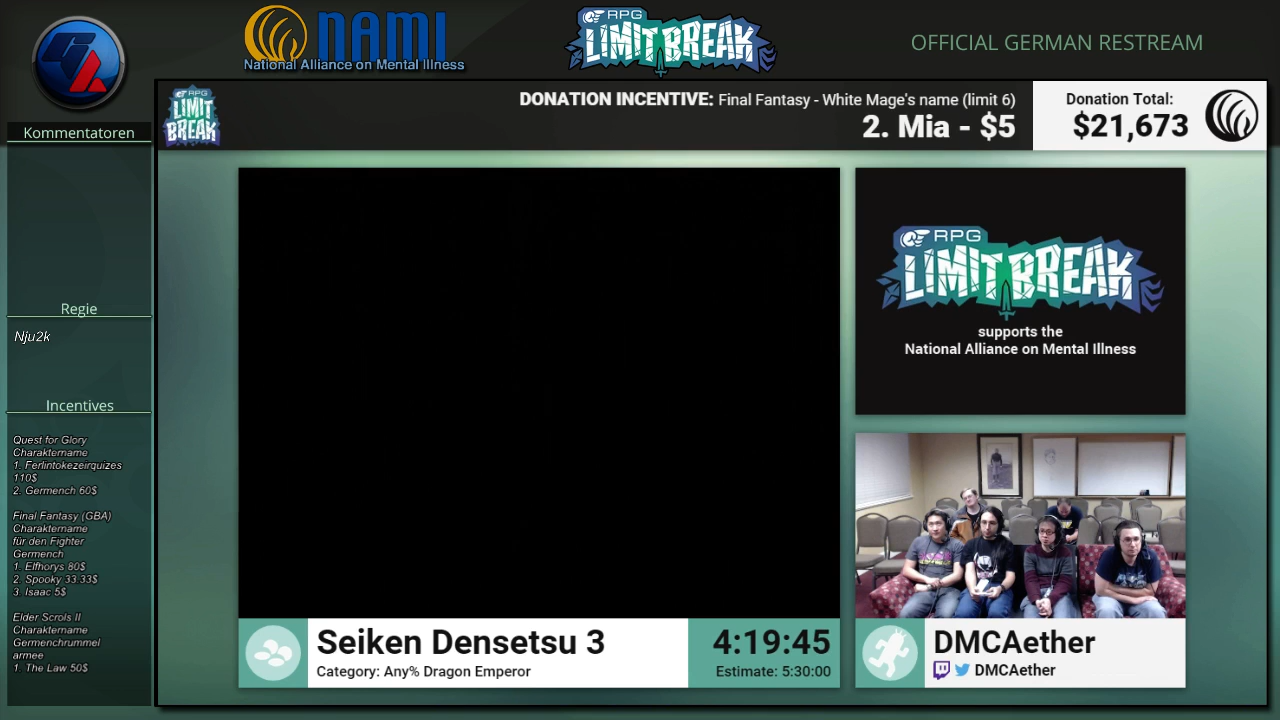 NAMI
National Alliance on Mental Illness
RPG
LIMIT BREAK
OFFICIAL GERMAN RESTREAM
RPG
LIMIT
BREAK
DONATION INCENTIVE: Final Fantasy - White Mage's name (limit 6)
2. Mia - $5
Donation Total:
$21,673
Kommentatoren
Regie
Nju2k
Incentives
Quest for Glory
Charaktername
1. Ferlintokezeirquizes
110$
2. Germench 60$
Final Fantasy (GBA)
Charaktername
für den Fighter
Germench
1. Elfhorys 80$
2. Spooky 33.33$
3. Isaac 5$
Elder Scrols II
Charaktername
Germenchrummel
armee
1. The Law 50$
RPG
LIMIT BREAK
supports the
National Alliance on Mental Illness
Seiken Densetsu 3
Category: Any% Dragon Emperor
4:19:45
Estimate: 5:30:00
DMCAether
DMCAether